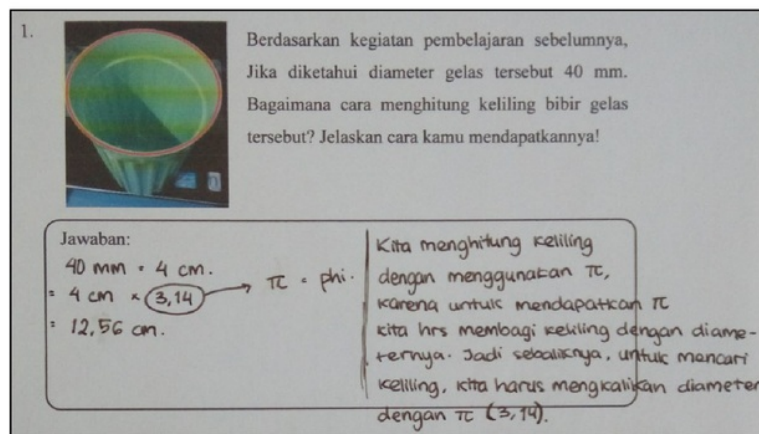 1.
Berdasarkan kegiatan pembelajaran sebelumnya,
Jika diketahui diameter gelas tersebut 40 mm.
Bagaimana cara menghitung keliling bibir gelas
tersebut? Jelaskan cara kamu mendapatkannya!
Jawaban:
40 mm = 4 cm.
= 4 cm × 3,14 → π = phi.
= 12,56 cm.
Kita menghitung keliling
dengan menggunakan π,
karena untuk mendapatkan π
kita hrs membagi keliling dengan diame-
ternya. Jadi sebaliknya, untuk mencari
keliling, kita harus mengkalikan diameter
dengan π (3,14).